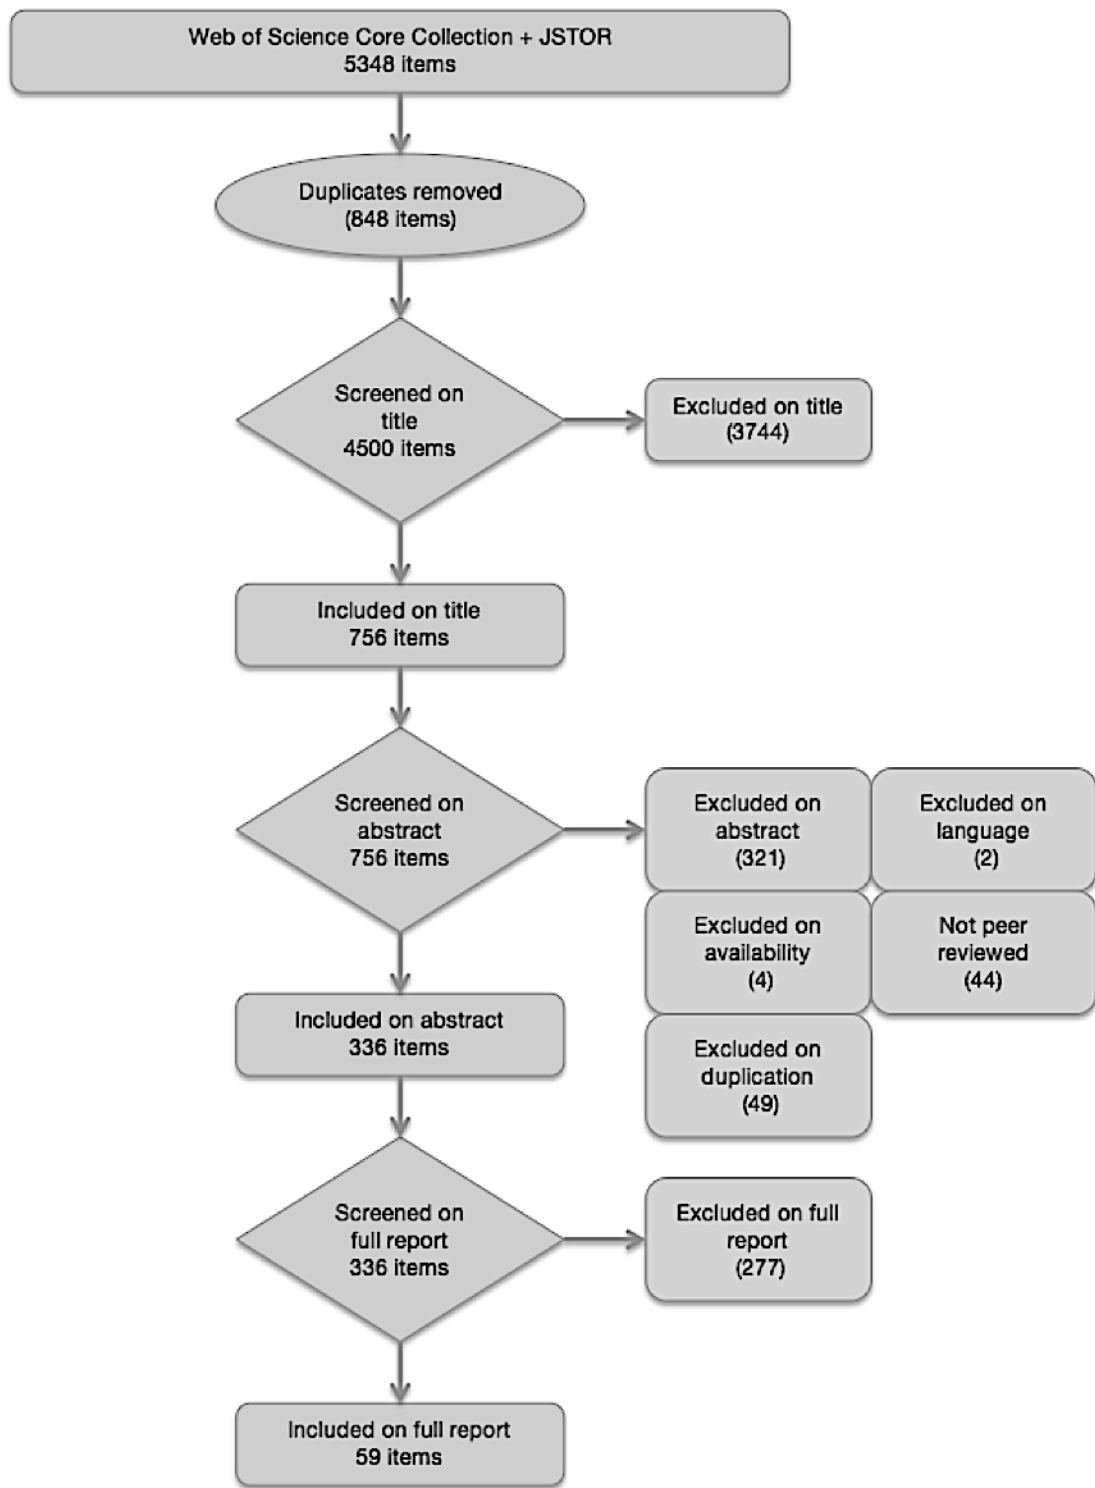 Web of Science Core Collection + JSTOR
5348 items
Duplicates removed
(848 items)
Screened on
title
4500 items
Excluded on title
(3744)
Included on title
756 items
Screened on
abstract
756 items
Excluded on
abstract
(321)
Excluded on
language
(2)
Excluded on
availability
(4)
Not peer
reviewed
(44)
Included on abstract
336 items
Excluded on
duplication
(49)
Screened on
full report
336 items
Excluded on full
report
(277)
Included on full report
59 items